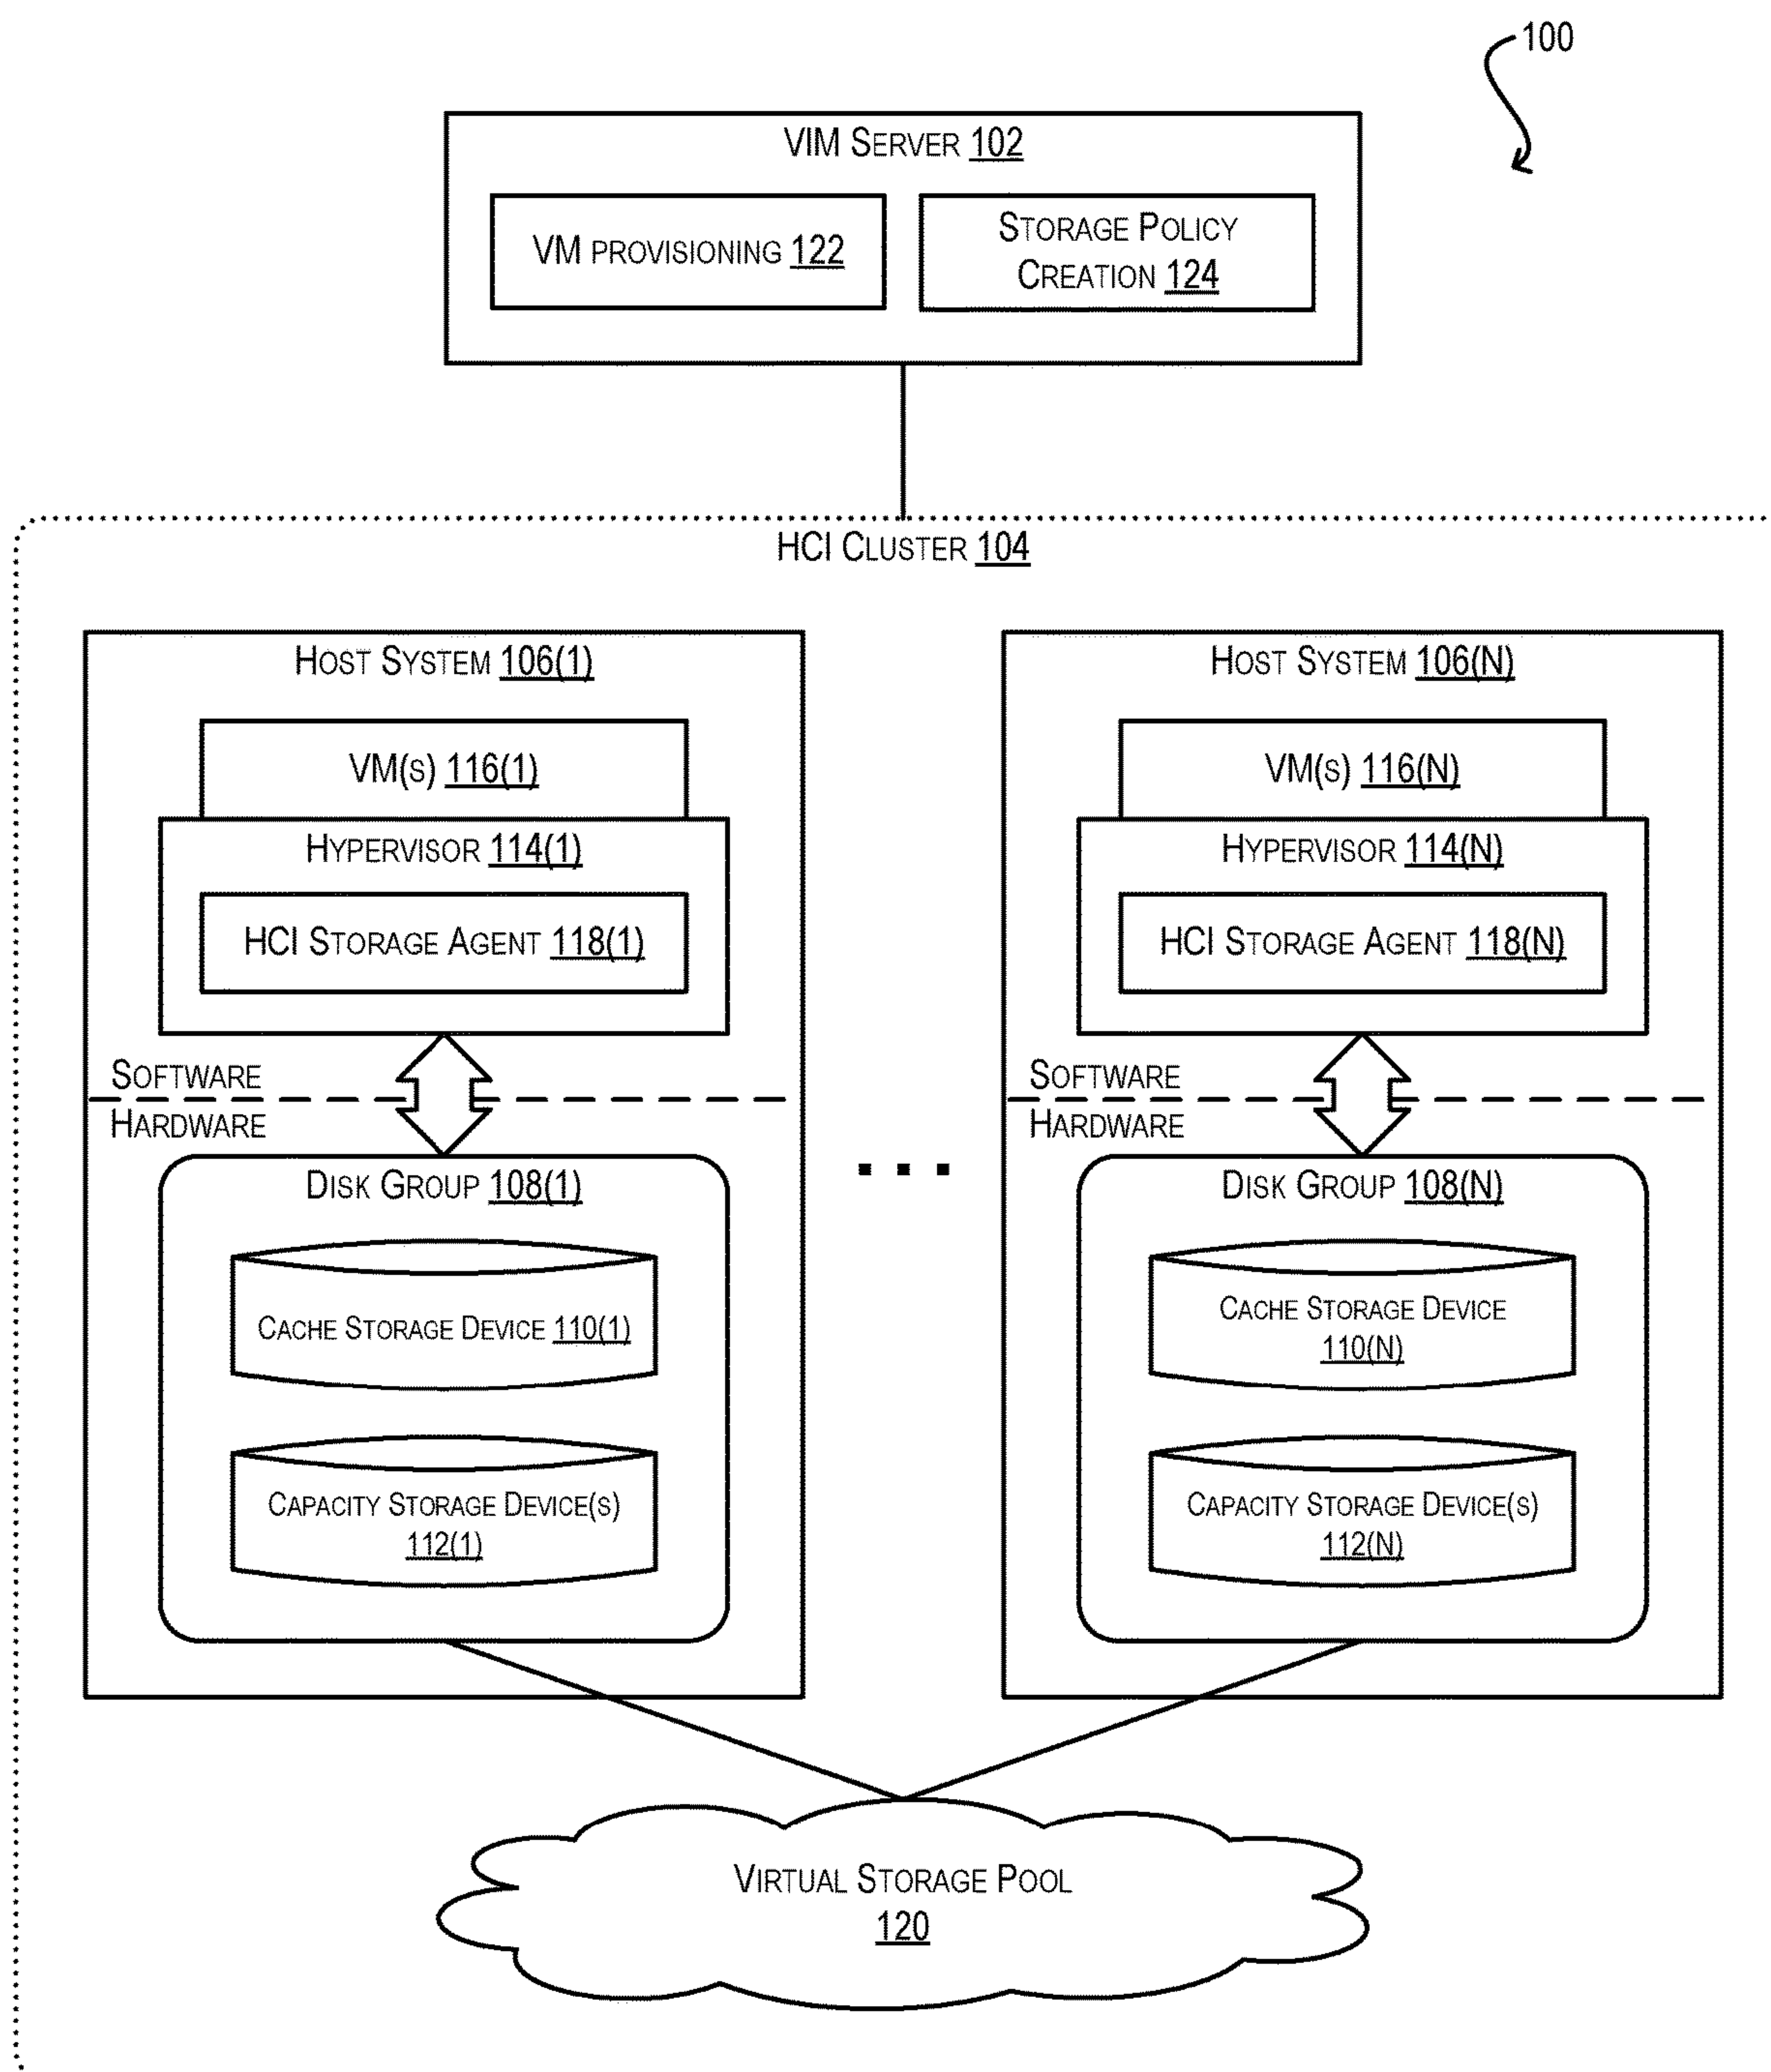 100
VIM SERVER 102
VM PROVISIONING 122
STORAGE POLICY
CREATION 124
HCI CLUSTER 104
HOST SYSTEM 106(1)
VM(S) 116(1)
HYPERVISOR 114(1)
HCI STORAGE AGENT 118(1)
SOFTWARE
HARDWARE
DISK GROUP 108(1)
CACHE STORAGE DEVICE 110(1)
CAPACITY STORAGE DEVICE(S)
112(1)
...
HOST SYSTEM 106(N)
VM(S) 116(N)
HYPERVISOR 114(N)
HCI STORAGE AGENT 118(N)
SOFTWARE
HARDWARE
DISK GROUP 108(N)
CACHE STORAGE DEVICE
110(N)
CAPACITY STORAGE DEVICE(S)
112(N)
VIRTUAL STORAGE POOL
120